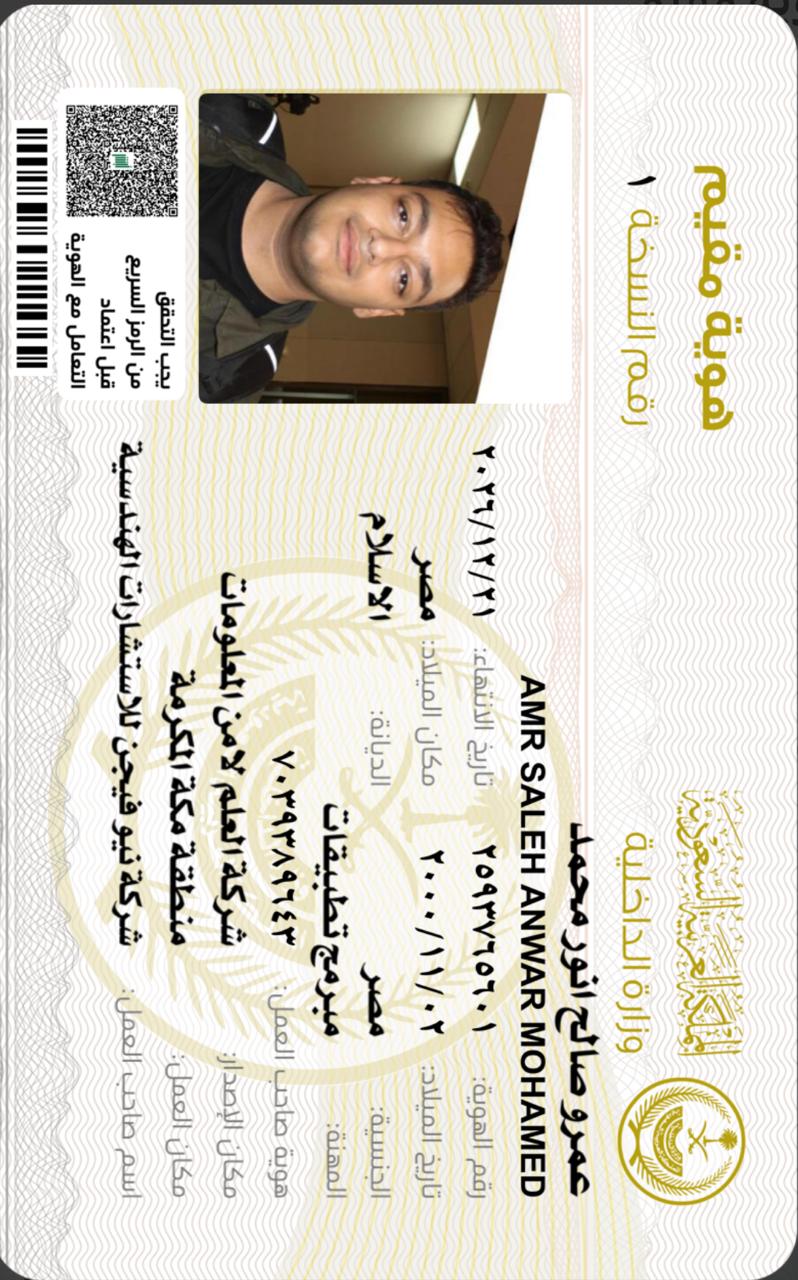 المملكة العربية السعودية
وزارة الداخلية
هوية مقيم
رقم النسخة ١
عمرو صالح انور محمد
AMR SALEH ANWAR MOHAMED
رقم الهوية: ٢٥٩٣٧٦٥٦٠١ تاريخ الانتهاء: ٢٠٢٦/١٢/٢١
تاريخ الميلاد: ٢٠٠٠/١١/٠٢ مكان الميلاد: مصر
الجنسية: مصر الديانة: الاسلام
المهنة: مبرمج تطبيقات
هوية صاحب العمل: ٧٠٣٩٣٨٩٦٤٣
مكان الإصدار: شركة العلم لامن المعلومات
مكان العمل: منطقة مكة المكرمة
اسم صاحب العمل: شركة نيو فيجن للاستشارات الهندسية
يجب التحقق
من الرمز السريع
قبل اعتماد
التعامل مع الهوية